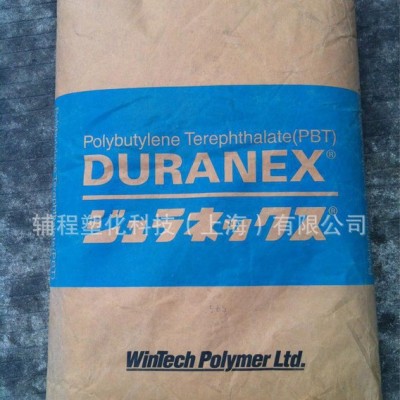 Polybutylene Terephthalate(PBT)
DURANEX®
辅程塑化科技（上海）有限公司
ジュラネックス®
WinTech Polymer Ltd.